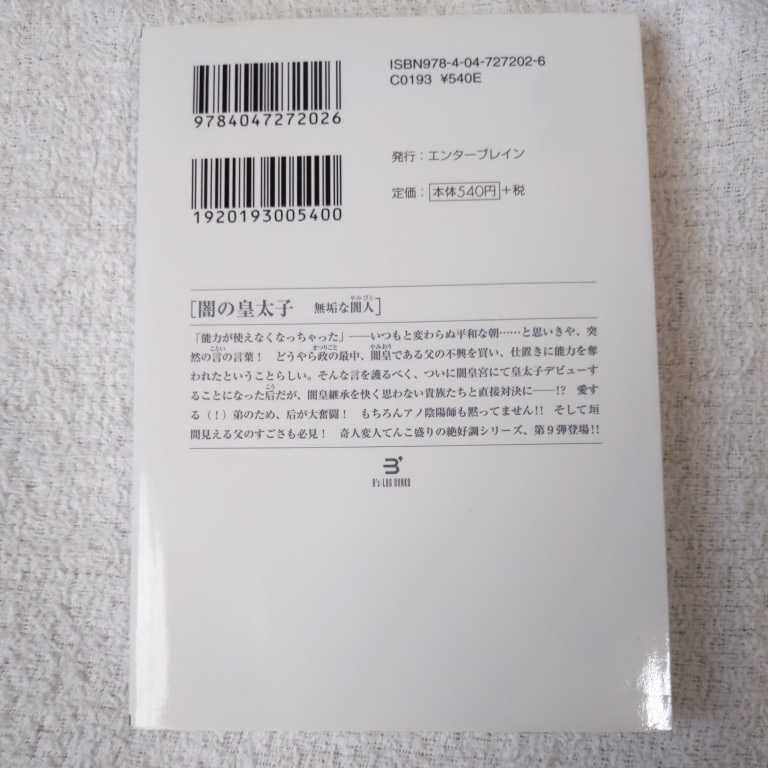 ISBN978-4-04-727202-6
C0193 ¥540E
9784047272026
発行：エンターブレイン
定価：本体540円+税
1920193005400
[闇の皇太子 無垢な闇人]
やみびと
「能力が使えなくなっちゃった」――いつもと変わらぬ平和な朝……と思いきや、突
然の言の言葉！ どうやら政の最中、闇皇である父の不興を買い、仕置きに能力を奪
われたということらしい。そんな言を護るべく、ついに闇皇宮にて皇太子デビューす
ることになった后だが、闇皇継承を快く思わない貴族たちと直接対決に――!? 愛す
る（！）弟のため、后が大奮闘！ もちろんアノ陰陽師も黙ってません!! そして垣
間見える父のすごさも必見！ 奇人変人てんこ盛りの絶好調シリーズ、第9弾登場!!
B's-LOG BUNKO